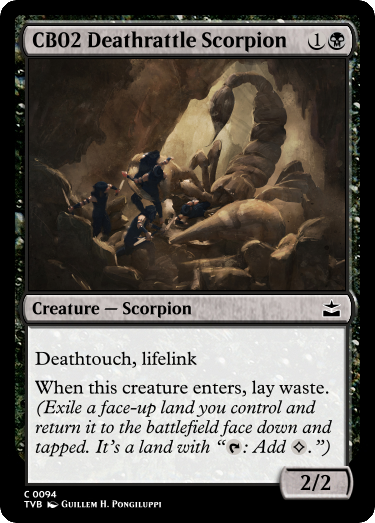 CB02 Deathrattle Scorpion 1
Creature — Scorpion
Deathtouch, lifelink
When this creature enters, lay waste.
(Exile a face-up land you control and
return it to the battlefield face down and
tapped. It's a land with “: Add .”)
2/2
C 0094
TVB Guillem H. Pongiluppi